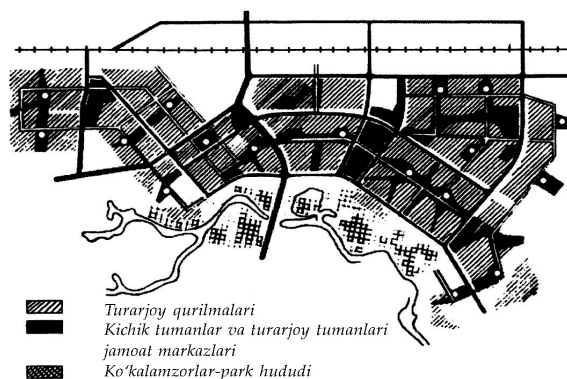 Turarjoy qurilmalari
Kichik tumanlar va turarjoy tumanlari
jamoat markazlari
Ko'kalamzorlar-park hududi